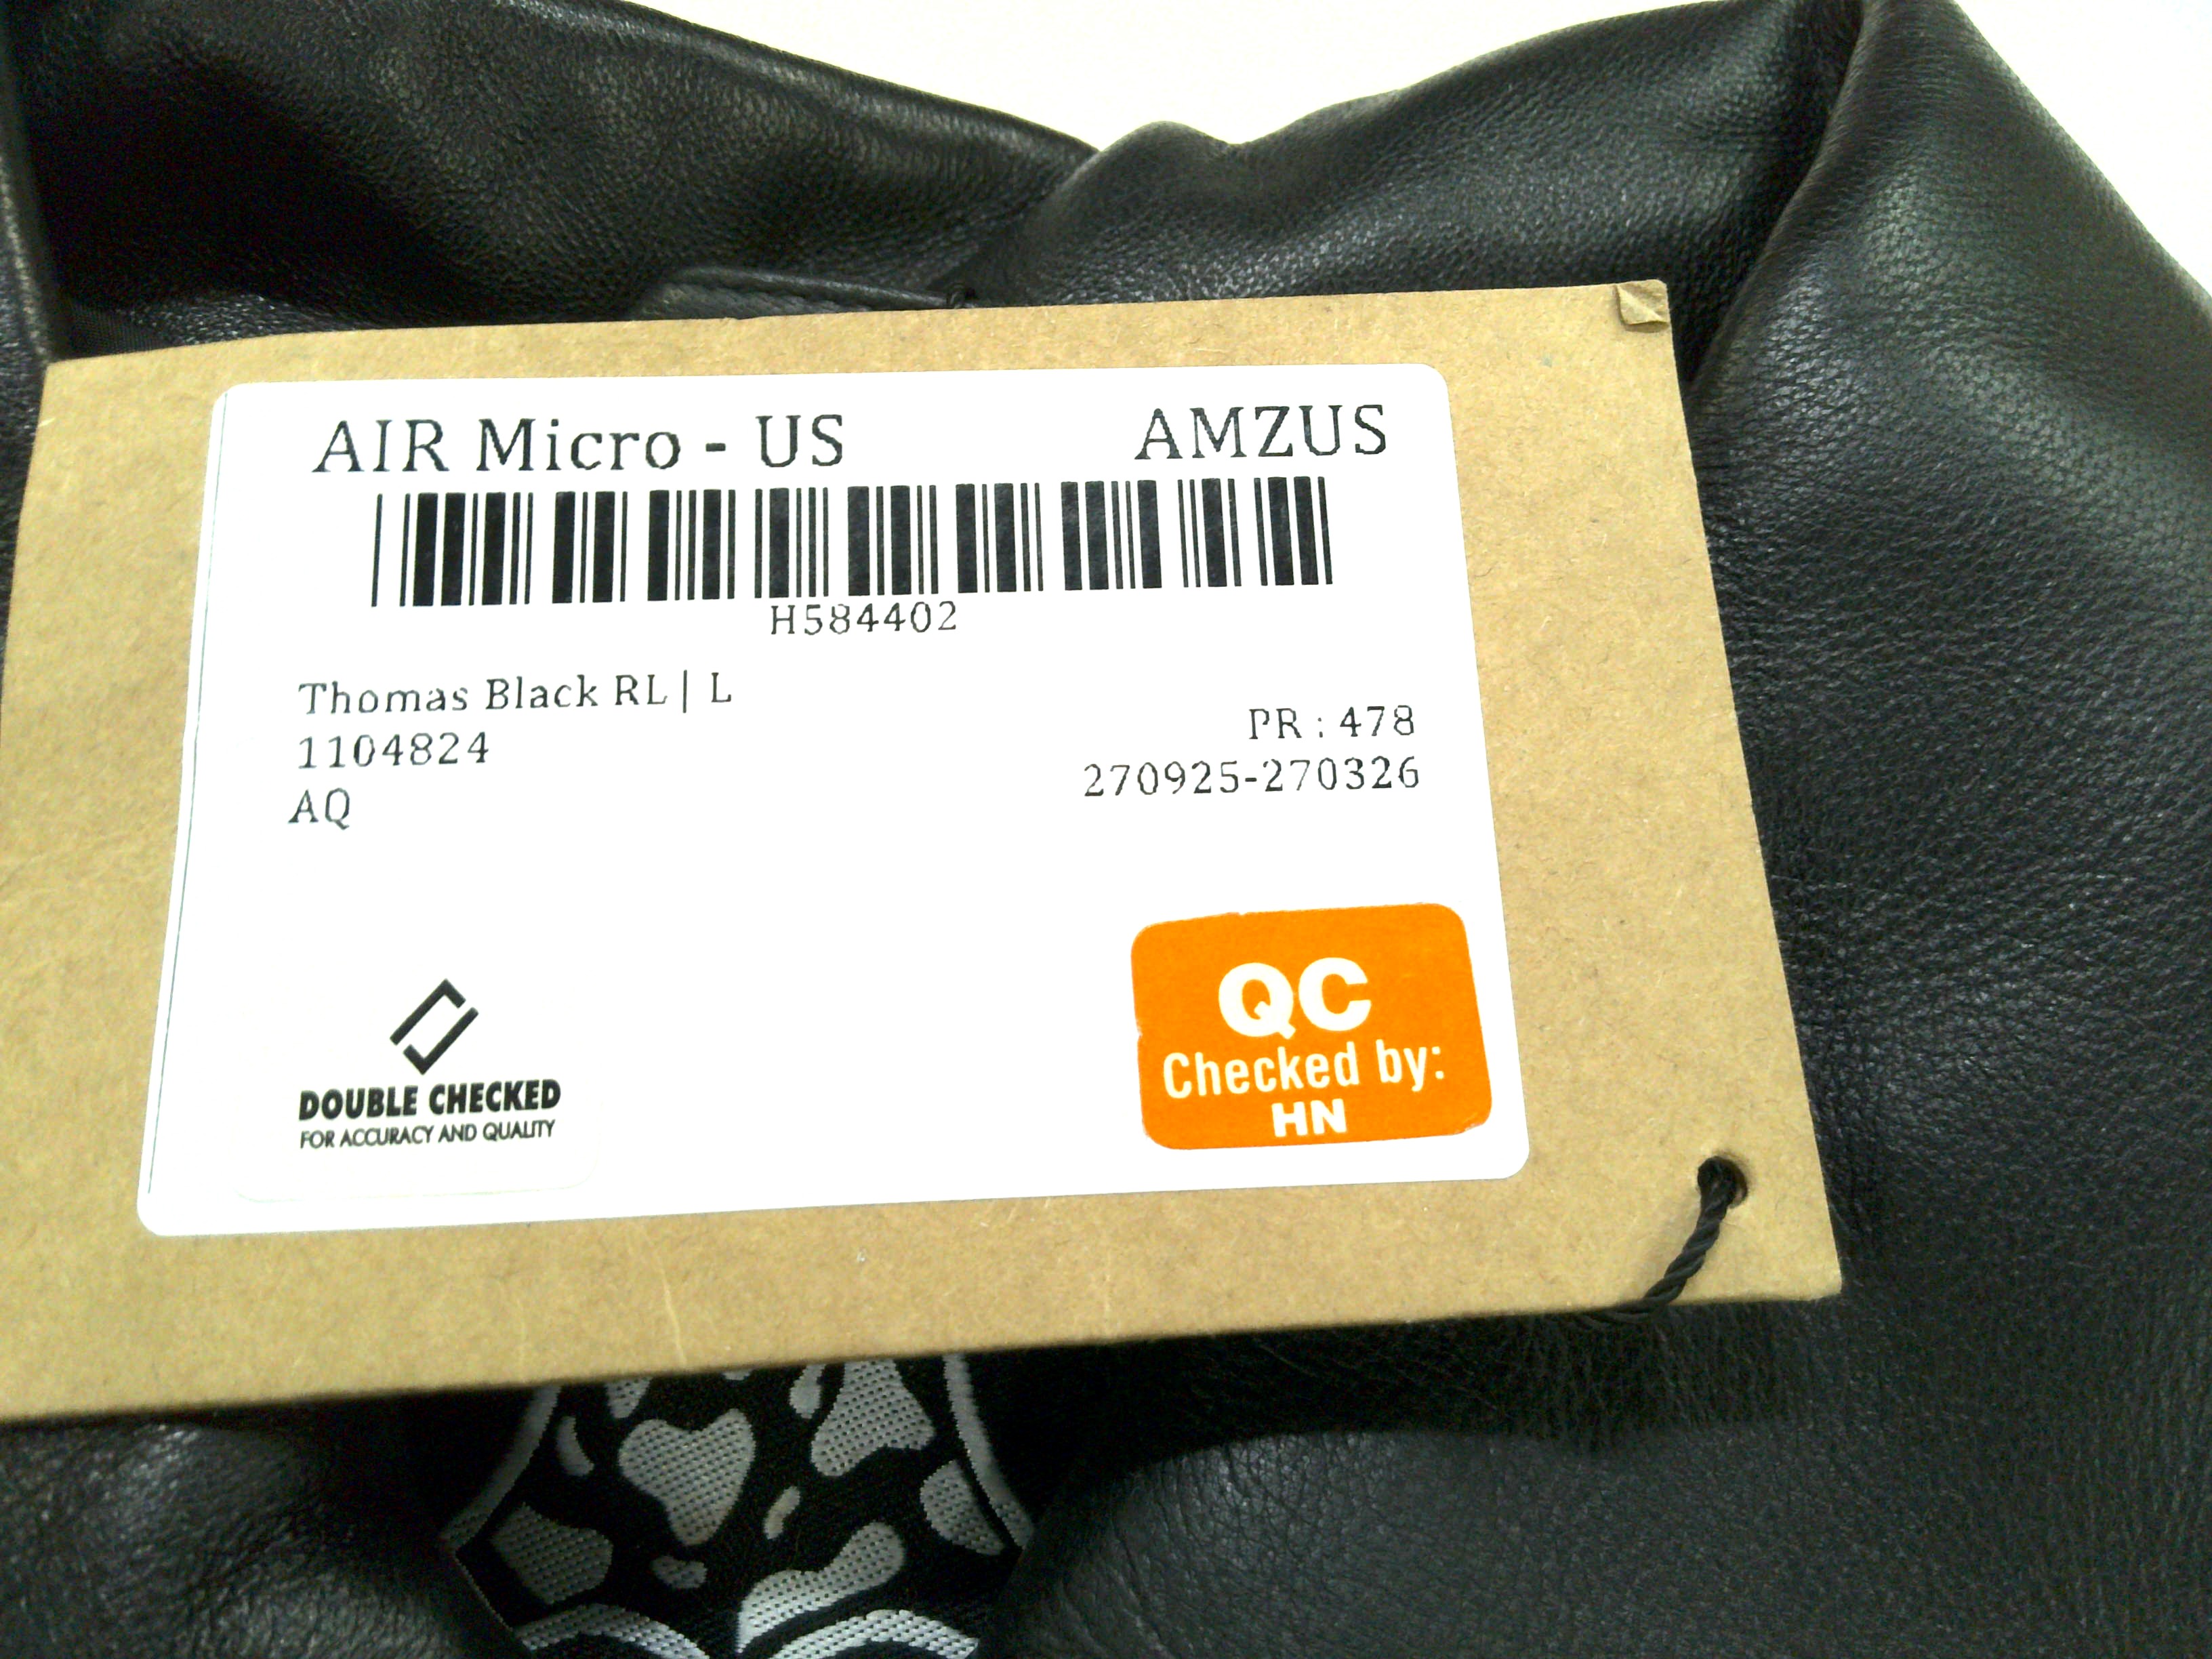 AIR Micro - US AMZUS
H584402
Thomas Black RL | L
1104824
PR : 478
AQ
270925-270326
DOUBLE CHECKED
FOR ACCURACY AND QUALITY
QC
Checked by:
HN